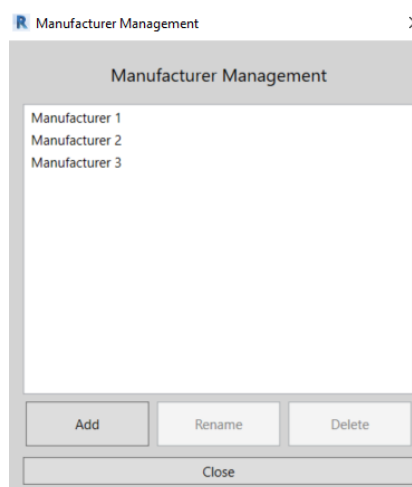 R Manufacturer Management
Manufacturer Management
Manufacturer 1
Manufacturer 2
Manufacturer 3
Add Rename Delete
Close